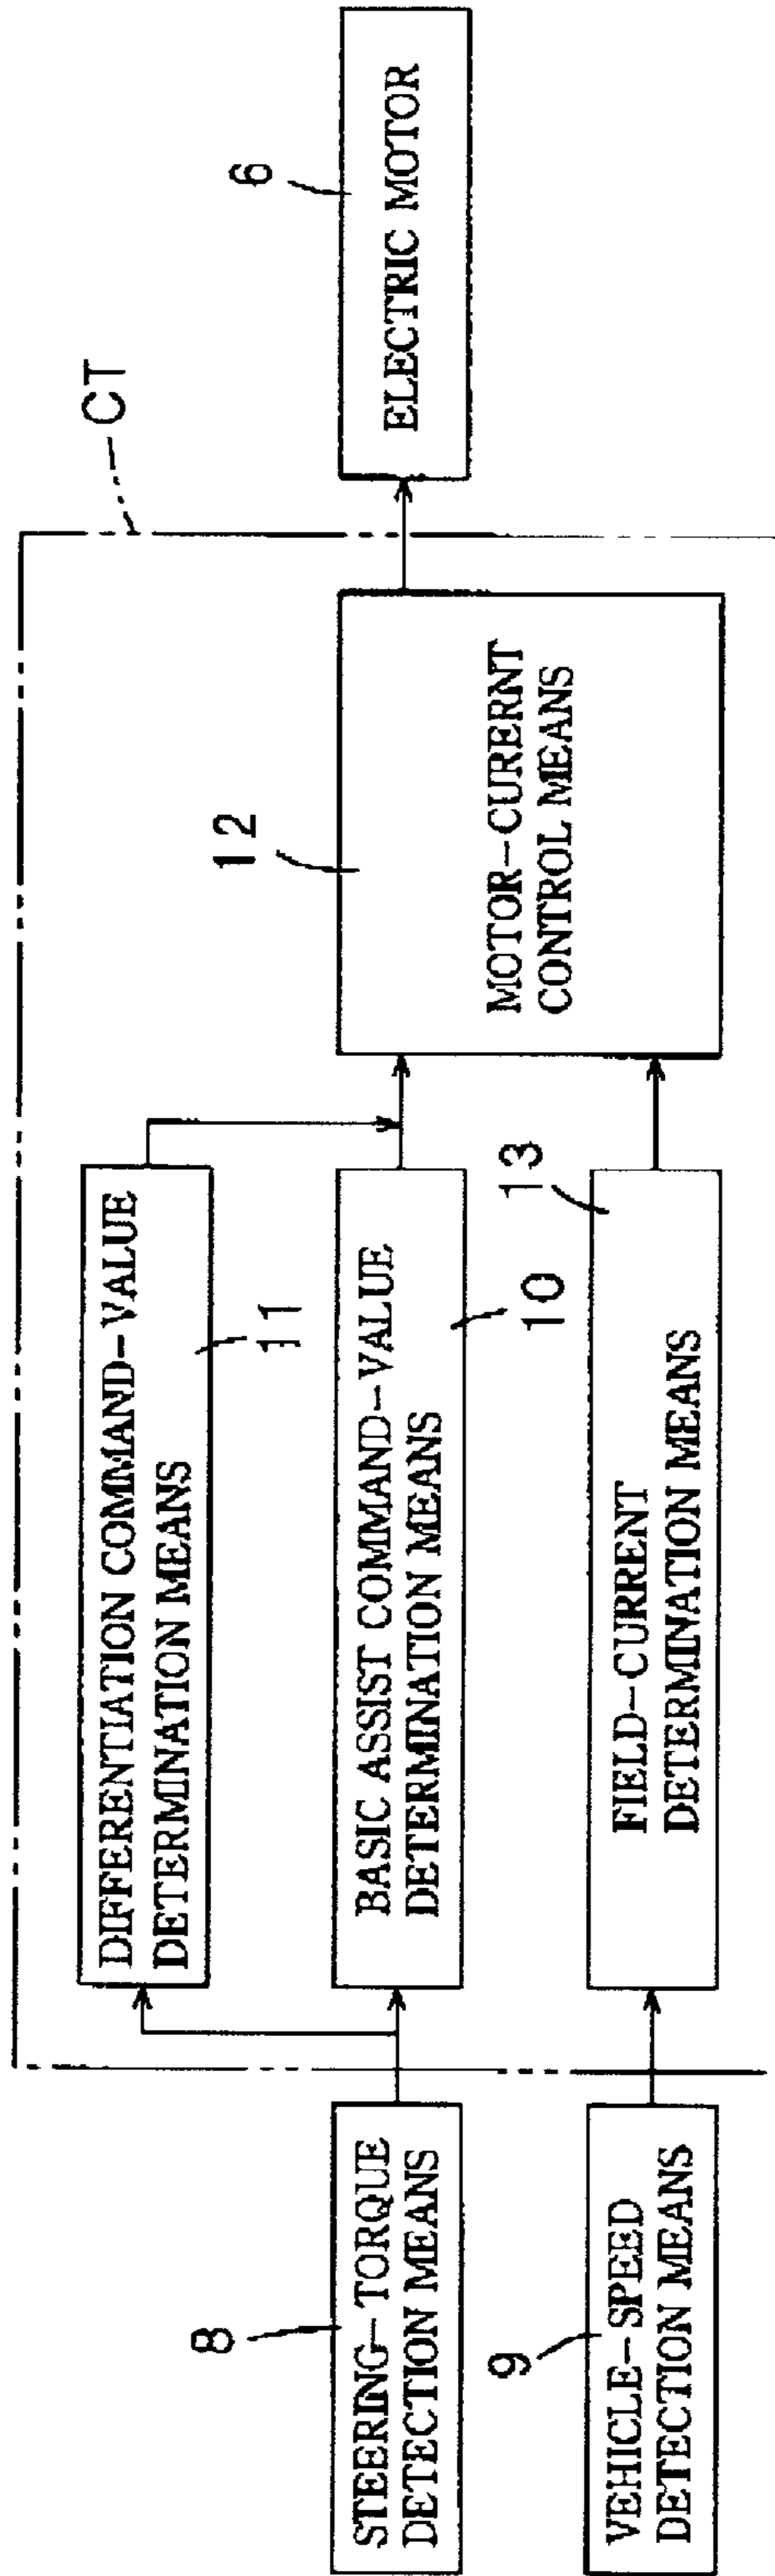 CT
DIFFERENTIATION COMMAND-VALUE
DETERMINATION MEANS
11
8
STEERING-TORQUE
DETECTION MEANS
BASIC ASSIST COMMAND-VALUE
DETERMINATION MEANS
10
12
MOTOR-CURERNT
CONTROL MEANS
6
ELECTRIC MOTOR
9
VEHICLE-SPEED
DETECTION MEANS
13
FIELD-CURRENT
DETERMINATION MEANS